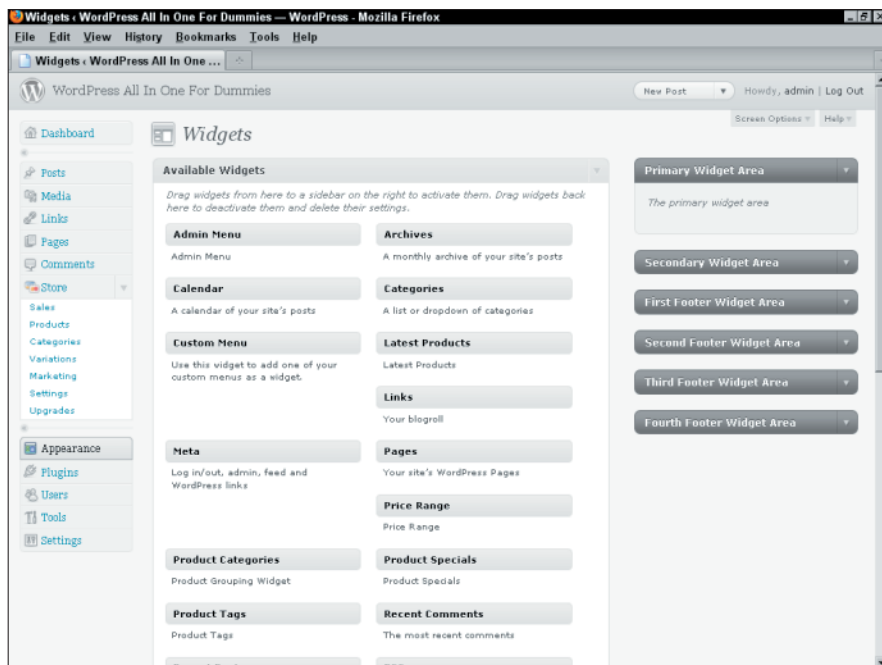 Widgets ‹ WordPress All In One For Dummies — WordPress - Mozilla Firefox
File Edit View History Bookmarks Tools Help
Widgets ‹ WordPress All In One ...
WordPress All In One For Dummies
New Post
Howdy, admin | Log Out
Screen Options Help
Dashboard
Posts
Media
Links
Pages
Comments
Store
Sales
Products
Categories
Variations
Marketing
Settings
Upgrades
Appearance
Plugins
Users
Tools
Settings
Widgets
Available Widgets
Drag widgets from here to a sidebar on the right to activate them. Drag widgets back
here to deactivate them and delete their settings.
Admin Menu
Admin Menu
Archives
A monthly archive of your site's posts
Calendar
A calendar of your site's posts
Categories
A list or dropdown of categories
Custom Menu
Use this widget to add one of your
custom menus as a widget.
Latest Products
Latest Products
Links
Your blogroll
Meta
Log in/out, admin, feed and
WordPress links
Pages
Your site's WordPress Pages
Price Range
Price Range
Product Categories
Product Grouping Widget
Product Specials
Product Specials
Product Tags
Product Tags
Recent Comments
The most recent comments
Primary Widget Area
The primary widget area
Secondary Widget Area
First Footer Widget Area
Second Footer Widget Area
Third Footer Widget Area
Fourth Footer Widget Area